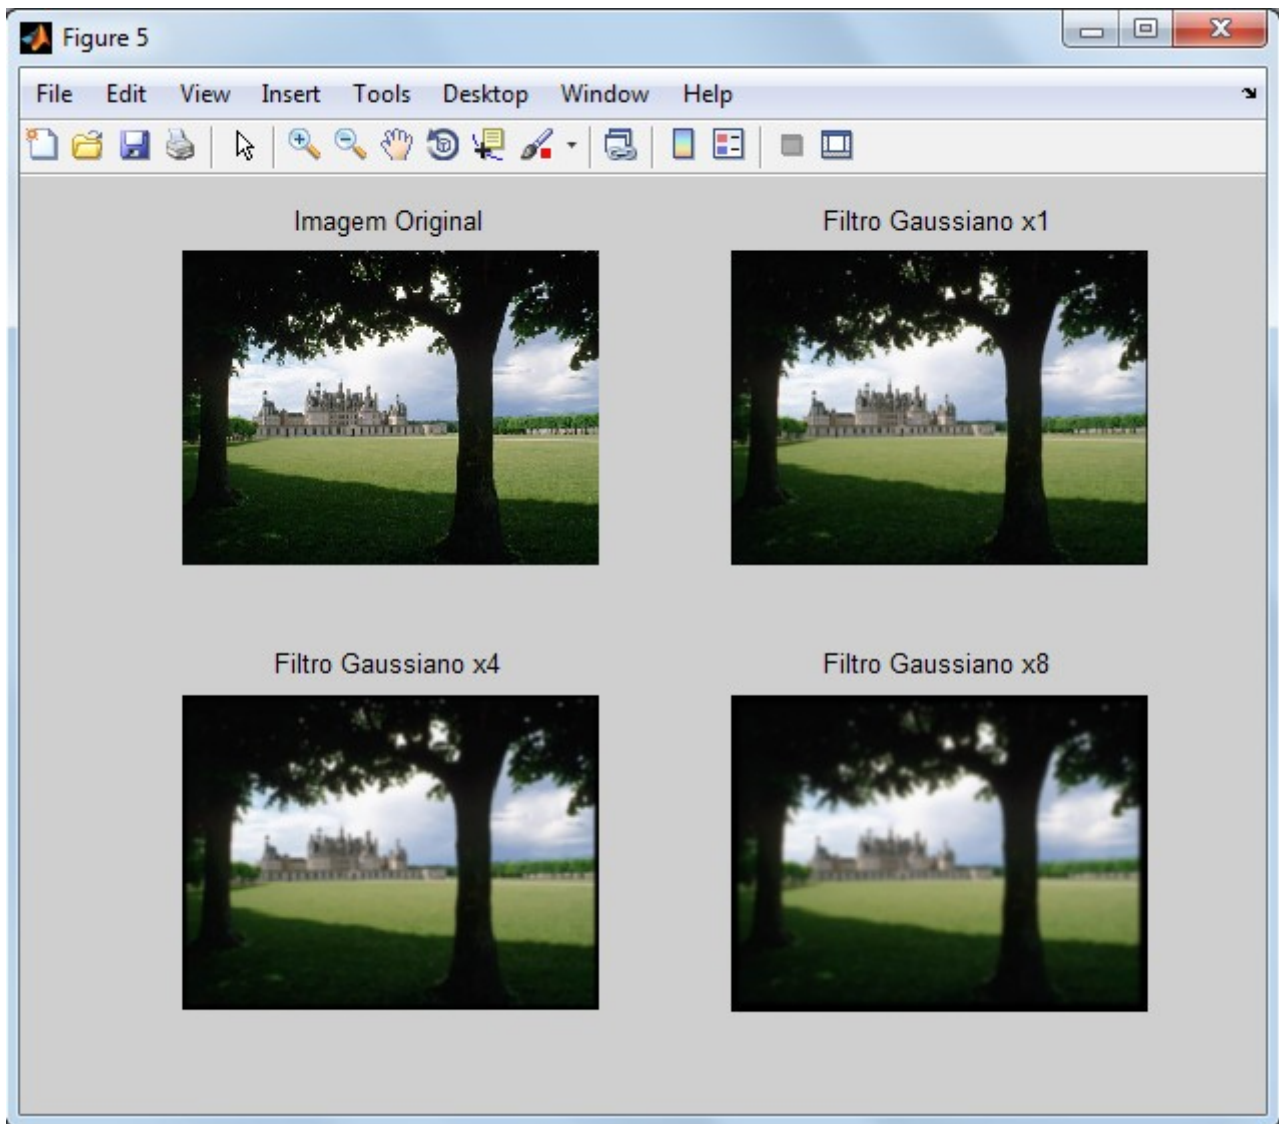 Figure 5
File Edit View Insert Tools Desktop Window Help
Imagem Original
Filtro Gaussiano x1
Filtro Gaussiano x4
Filtro Gaussiano x8